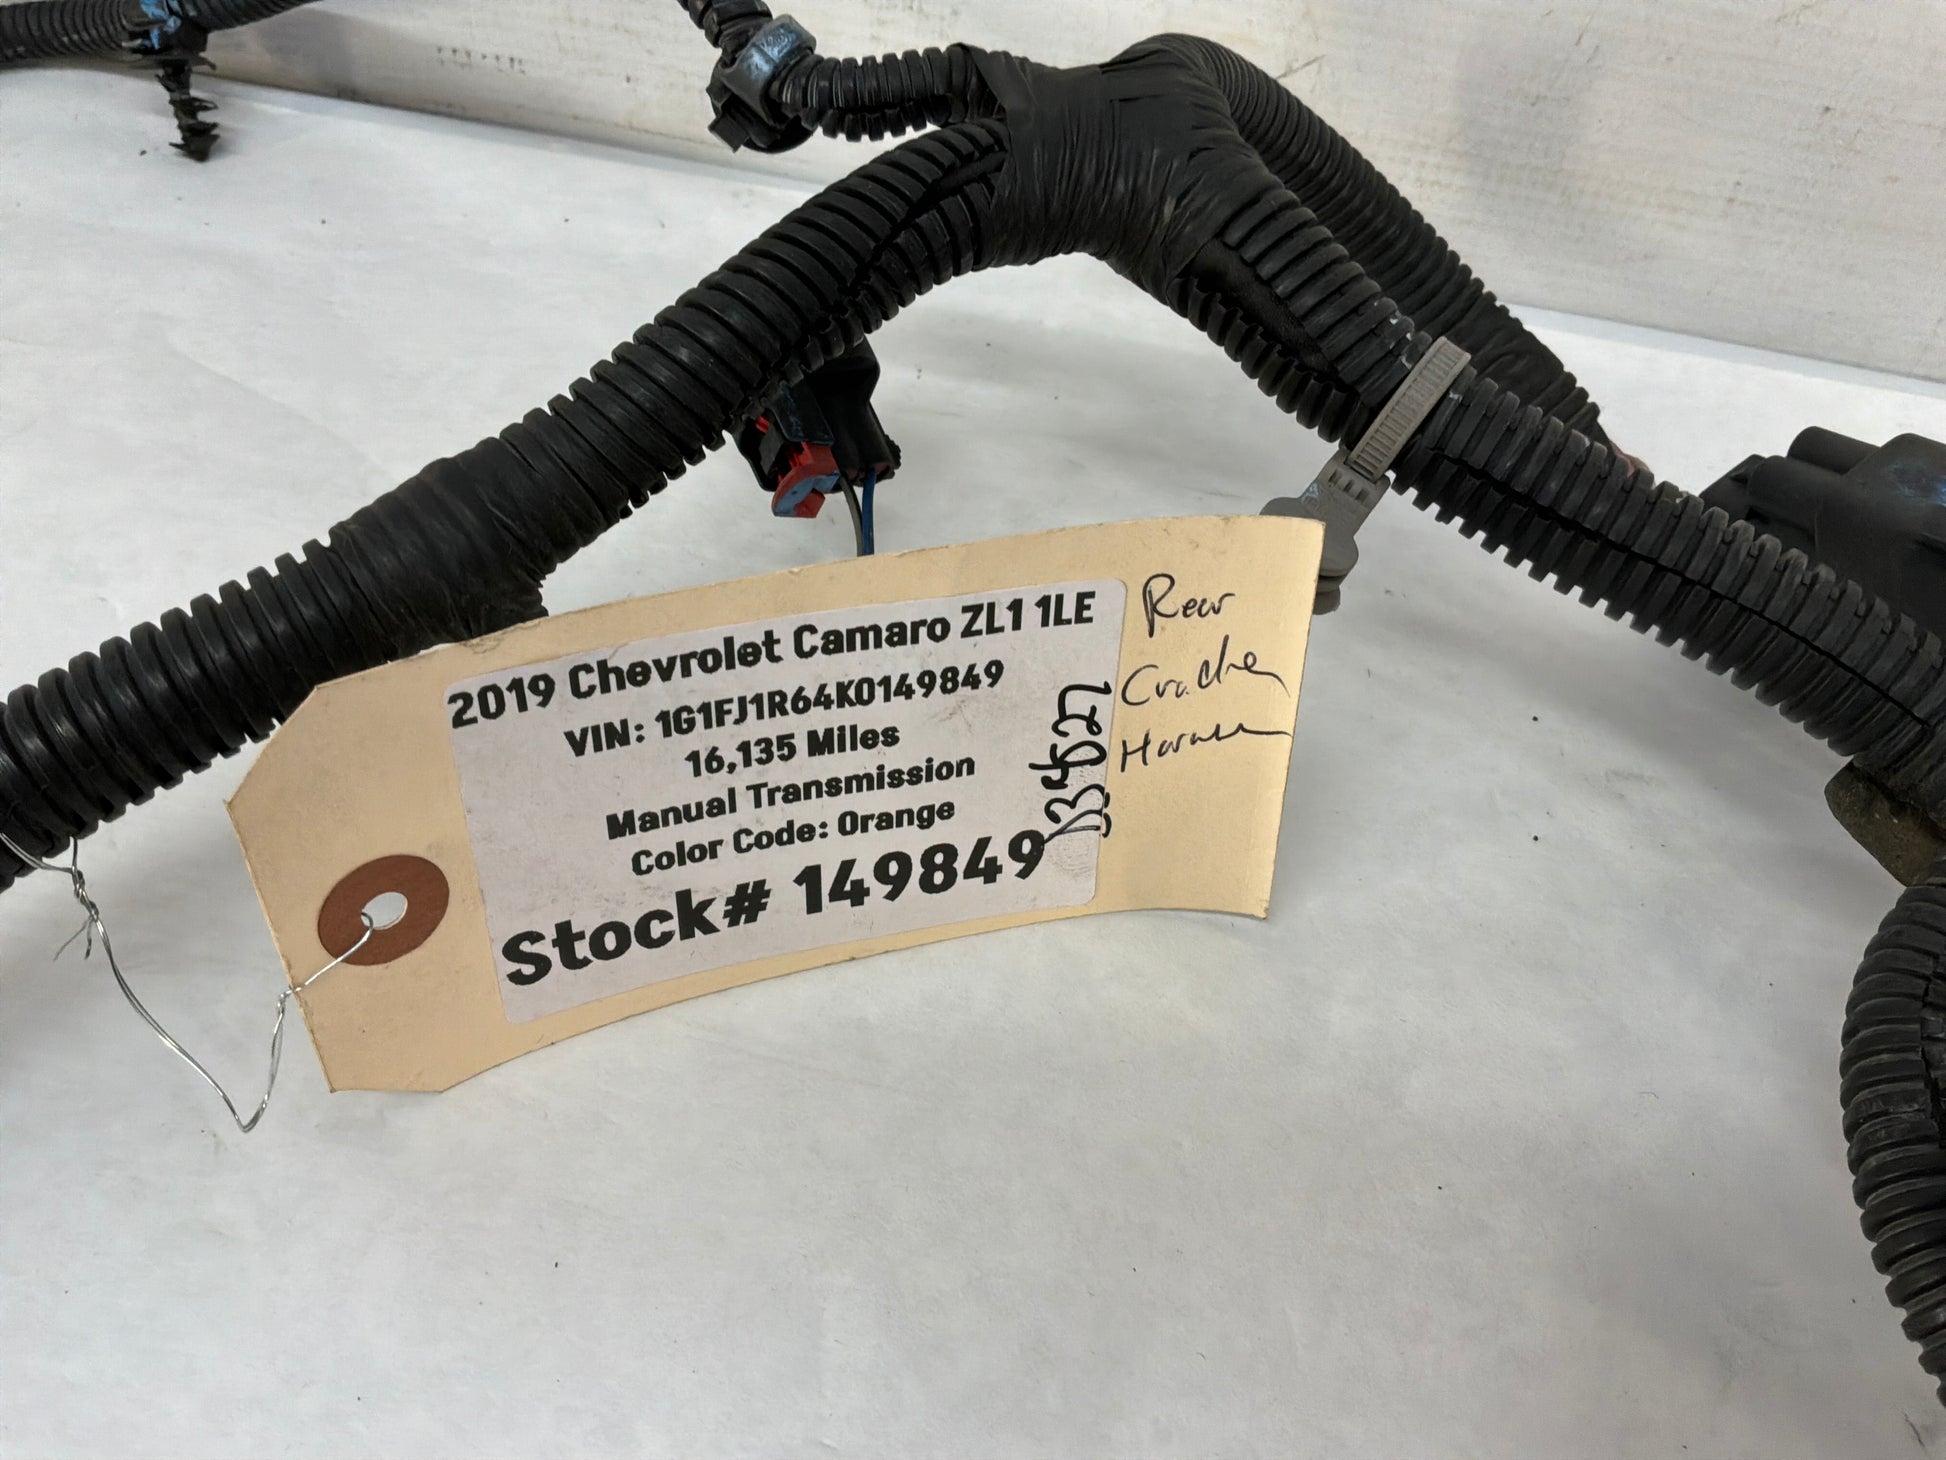 2019 Chevrolet Camaro ZL1 1LE
VIN: 1G1FJ1R64K0149849
16,135 Miles
Manual Transmission
Color Code: Orange
Stock# 149849
Rear
Cradle
Harness